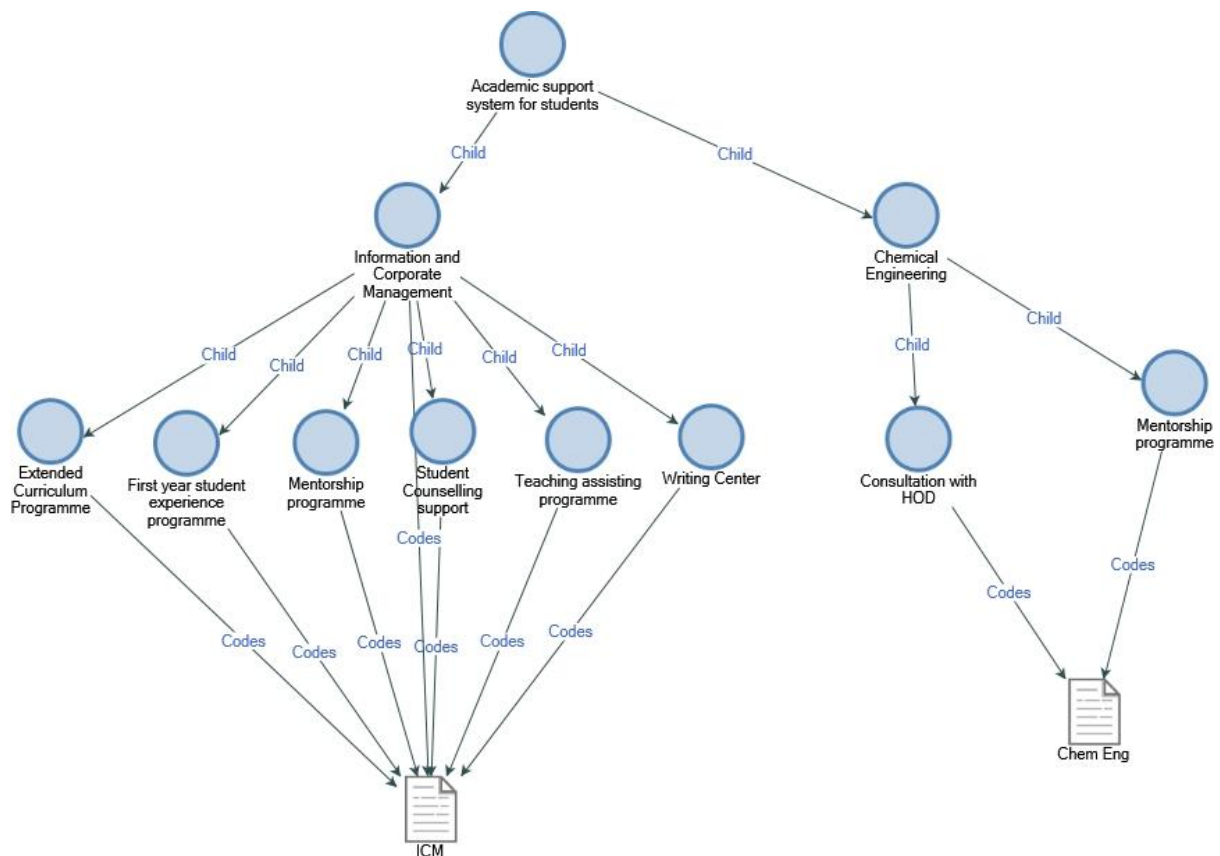 Academic support
system for students
Child
Child
Information and
Corporate
Management
Chemical
Engineering
Child
Child
Child
Child
Child
Child
Child
Child
Extended
Curriculum
Programme
First year student
experience
programme
Mentorship
programme
Student
Counselling
support
Teaching assisting
programme
Writing Center
Consultation with
HOD
Mentorship
programme
Codes
Codes
Codes
Codes
Codes
Codes
Codes
Codes
Codes
Chem Eng
ICM